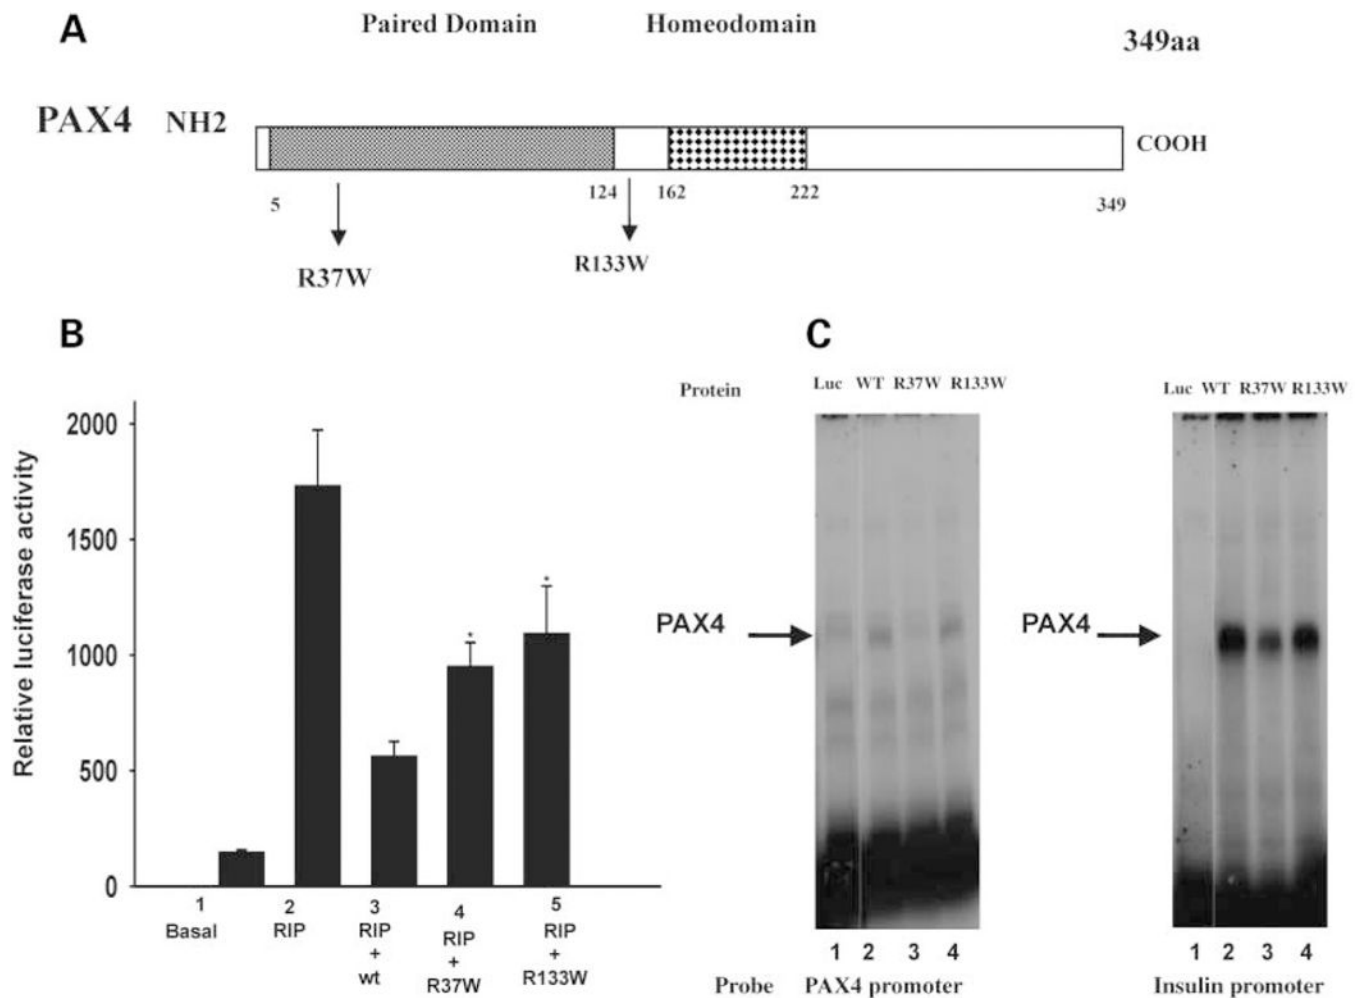 A
Paired Domain Homeodomain
349aa
PAX4 NH2
COOH
5 124 162 222 349
R37W R133W
B
Relative luciferase activity
2000
1500
1000
500
0
* *
1 2 3 4 5
Basal RIP RIP RIP RIP
+ + +
wt R37W R133W
C
Protein Luc WT R37W R133W
PAX4
1 2 3 4
Probe PAX4 promoter
Luc WT R37W R133W
PAX4
1 2 3 4
Insulin promoter